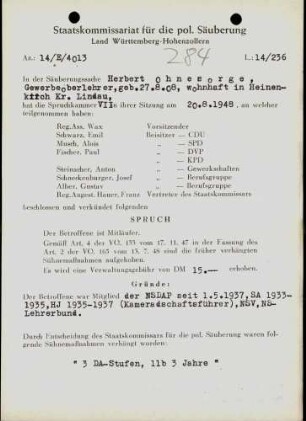 Staatskommissariat für die pol. Säuberung
Land Württemberg-Hohenzollern
Az.: 14/E/4013
284
L:14/236
In der Säuberungssache Herbert Ohnesorge,
Gewerbeoberlehrer, geb.27.8.08, wohnhaft in Heimen-
kirch Kr. Lindau,
hat die Spruchkammer VII in ihrer Sitzung am 20.8.1948, an welcher
teilgenommen haben:
Reg.Ass. Wax Vorsitzender
Schwarz, Emil Beisitzer — CDU
Musch, Alois „ — SPD
Fischer, Paul „ — DVP
„ — KPD
Steinacher, Anton „ — Gewerkschaften
Schneckenburger, Josef „ — Berufsgruppe
Alber, Gustav „ — Berufsgruppe
Reg.August. Hauer, Franz Vertreter des Staatskommissars
beschlossen und verkündet folgenden
SPRUCH
Der Betroffene ist Mitläufer.
Gemäß Art. 4 der VO. 133 vom 17. 11. 47 in der Fassung des
Art. 2 der VO. 165 vom 13. 7. 48 sind die früher verhängten
Sühnemaßnahmen aufgehoben.
Es wird eine Verwaltungsgebühr von DM 15.— erhoben.
Gründe:
Der Betroffene war Mitglied der NSDAP seit 1.5.1937, SA 1933-
1935, HJ 1935-1937 (Kameradschaftsführer), NSV, NS-
Lehrerbund.
Durch Entscheidung des Staatskommissars für die pol. Säuberung waren folgende Sühnemaßnahmen verhängt worden:
" 3 DA-Stufen, 11b 3 Jahre "